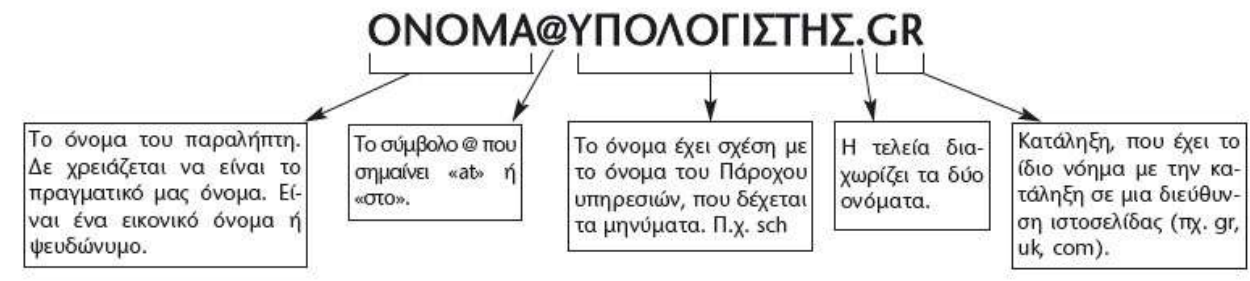 ΟΝΟΜΑ@ΥΠΟΛΟΓΙΣΤΗΣ.GR
Το όνομα του παραλήπτη.
Δε χρειάζεται να είναι το
πραγματικό μας όνομα. Εί-
ναι ένα εικονικό όνομα ή
ψευδώνυμο.
Το σύμβολο @ που
σημαίνει «at» ή
«στο».
Το όνομα έχει σχέση με
το όνομα του Πάροχου
υπηρεσιών, που δέχεται
τα μηνύματα. Π.χ. sch
Η τελεία δια-
χωρίζει τα δύο
ονόματα.
Κατάληξη, που έχει το
ίδιο νόημα με την κα-
τάληξη σε μια διεύθυν-
ση ιστοσελίδας (πχ. gr,
uk, com).